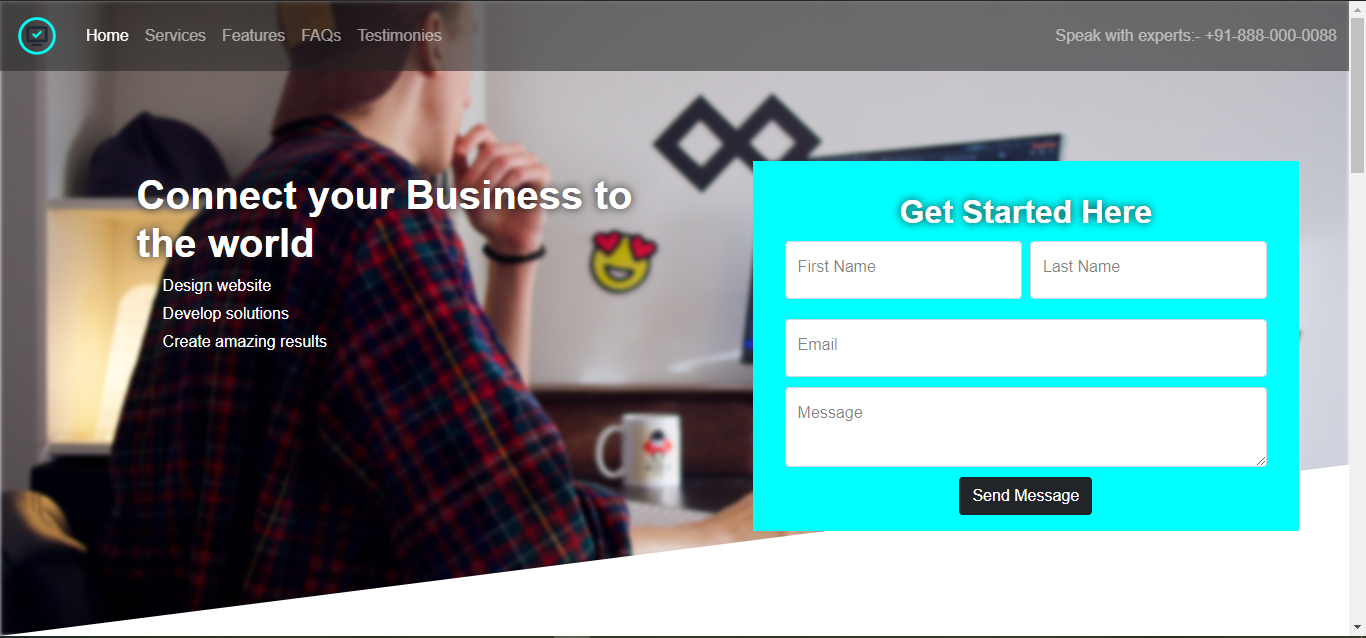 Home Services Features FAQs Testimonies
Speak with experts:- +91-888-000-0088
Connect your Business to
the world
Design website
Develop solutions
Create amazing results
Get Started Here
First Name
Last Name
Email
Message
Send Message